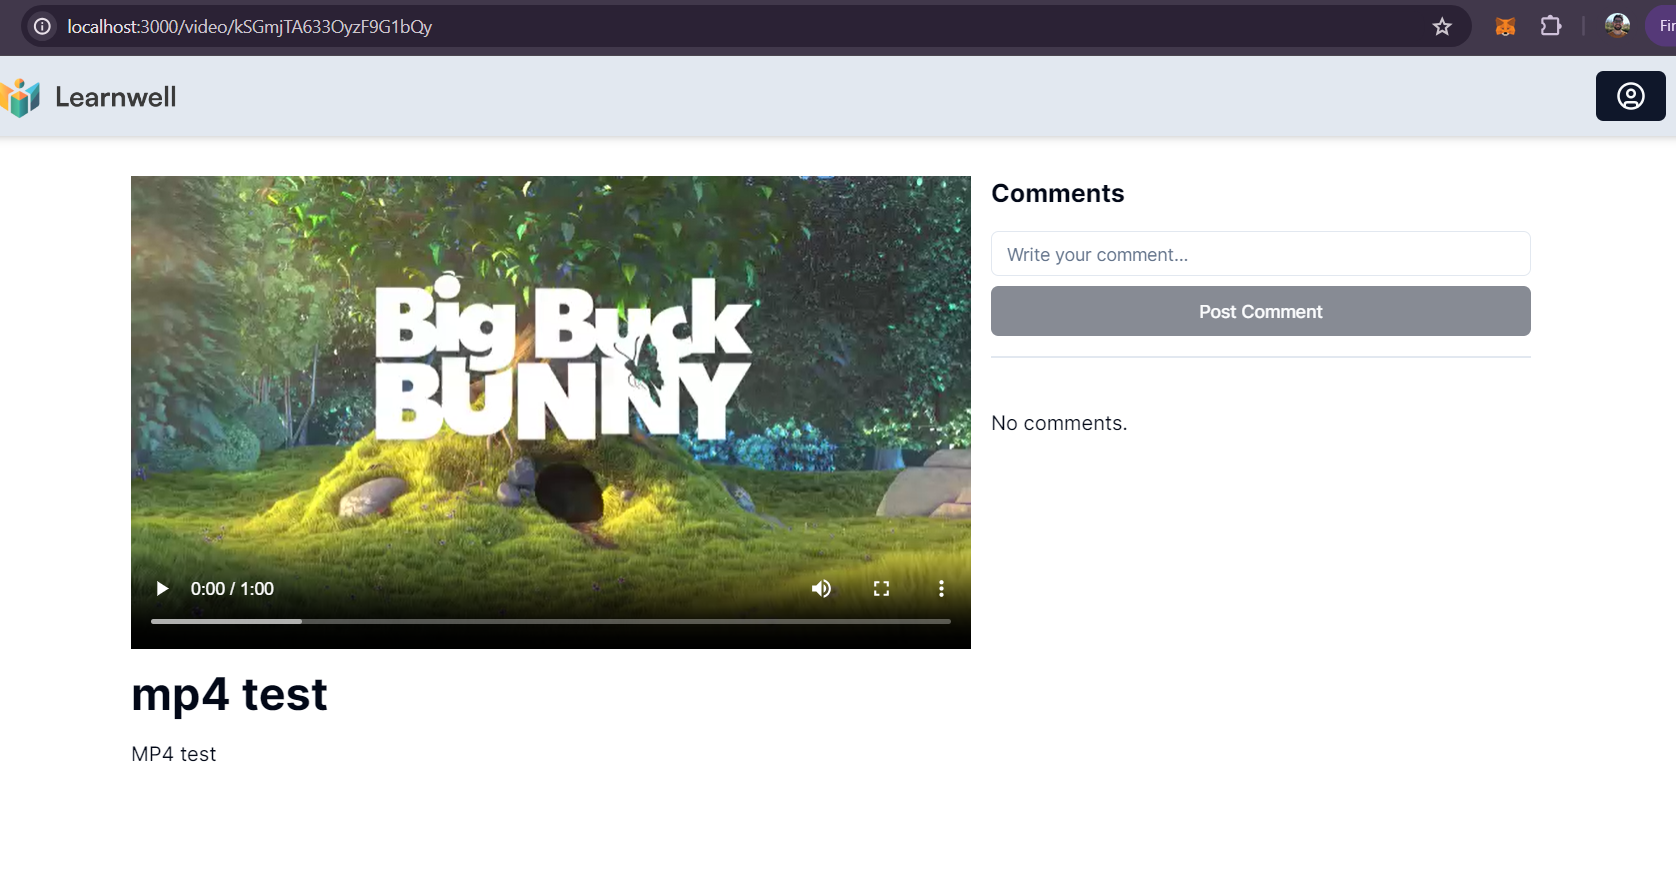 localhost:3000/video/kSGmjTA633OyzF9G1bQy
Fir
Learnwell
Big Buck
BUNNY
0:00 / 1:00
mp4 test
MP4 test
Comments
Write your comment...
Post Comment
No comments.